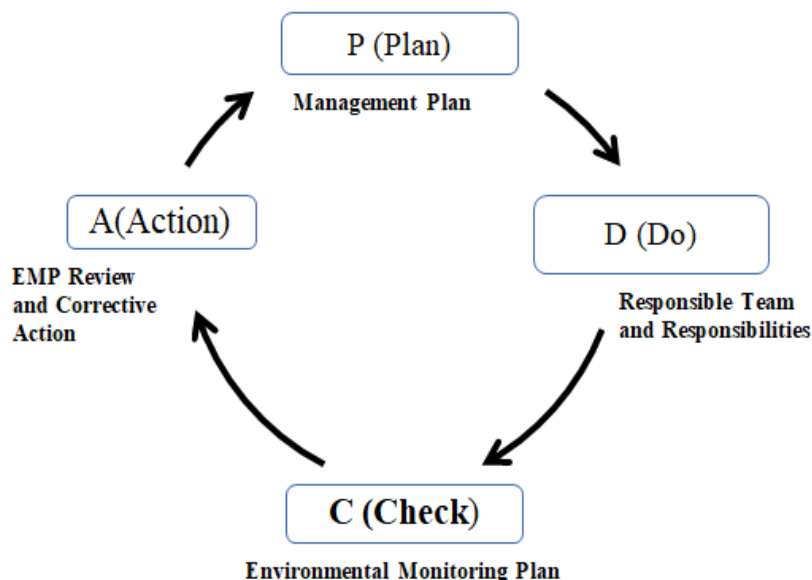 P (Plan)
Management Plan
D (Do)
Responsible Team
and Responsibilities
C (Check)
Environmental Monitoring Plan
A(Action)
EMP Review
and Corrective
Action